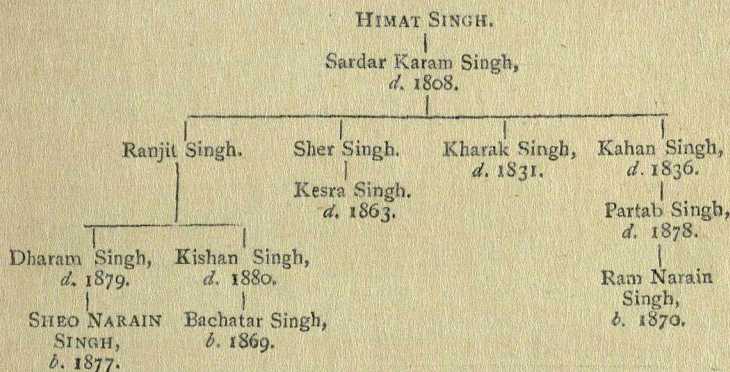 HIMAT SINGH.
Sardar Karam Singh,
d. 1808.
Ranjit Singh. Sher Singh. Kharak Singh, Kahan Singh,
d. 1831. d. 1836.
Kesra Singh. Partab Singh,
d. 1863. d. 1878.
Dharam Singh, Kishan Singh, Ram Narain
d. 1879. d. 1880. Singh,
SHEO NARAIN Bachatar Singh, b. 1870.
SINGH, b. 1869.
b. 1877.